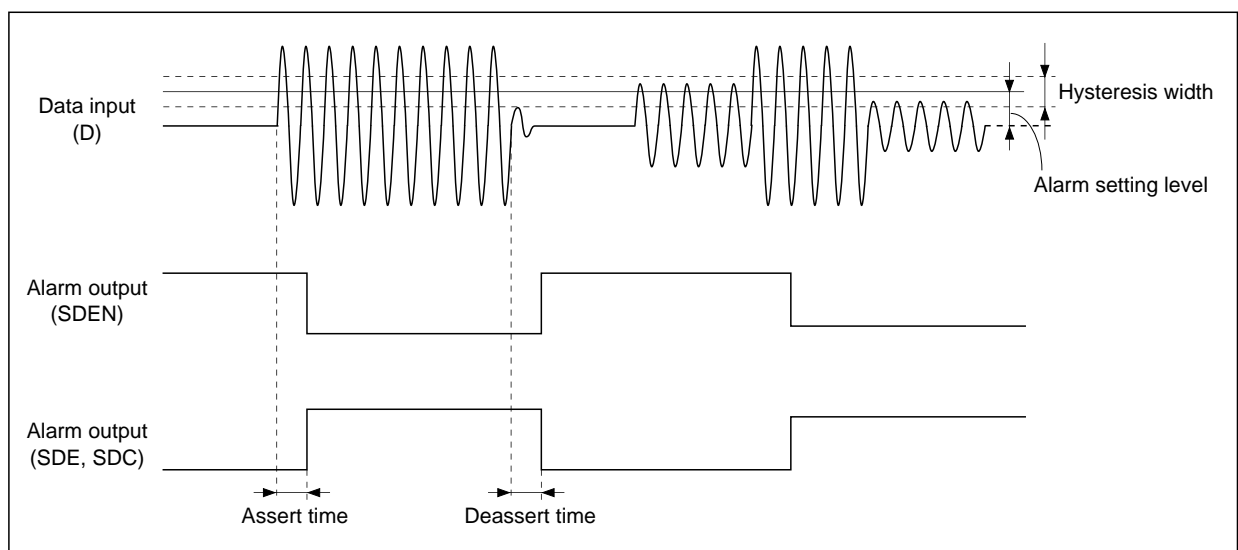 Data input
(D)
Hysteresis width
Alarm setting level
Alarm output
(SDEN)
Alarm output
(SDE, SDC)
Assert time
Deassert time